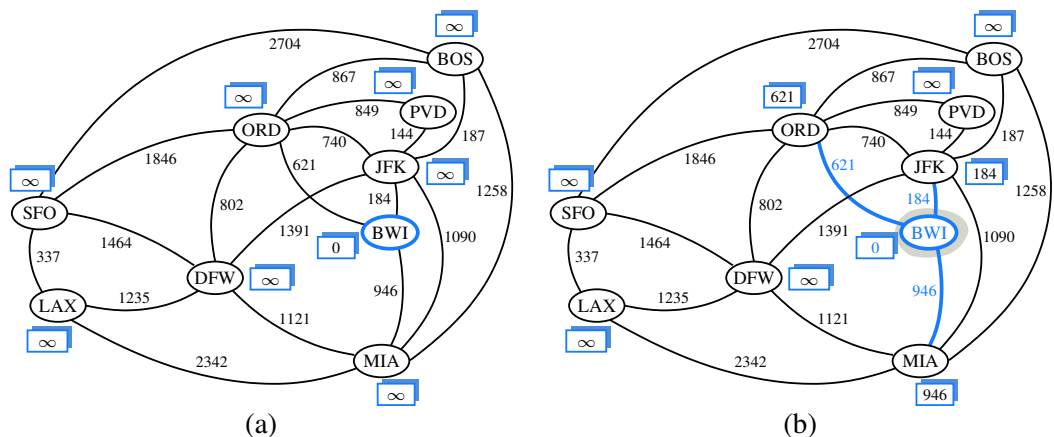 ∞ ∞
2704 2704
BOS BOS
867 867
∞ ∞ ∞ 621
849 PVD 849 PVD
ORD ORD
740 144 187 740 144 187
1846 621 JFK ∞ 1846 621 JFK 184
∞ ∞
184 1258 184 1258
SFO 802 SFO 802
1391 BWI 1391 BWI
1464 0 1090 1464 0 1090
337 337
DFW ∞ DFW ∞
LAX 1235 946 LAX 1235 946
∞ 1121 ∞ 1121
2342 MIA 2342 MIA
∞ 946
(a) (b)